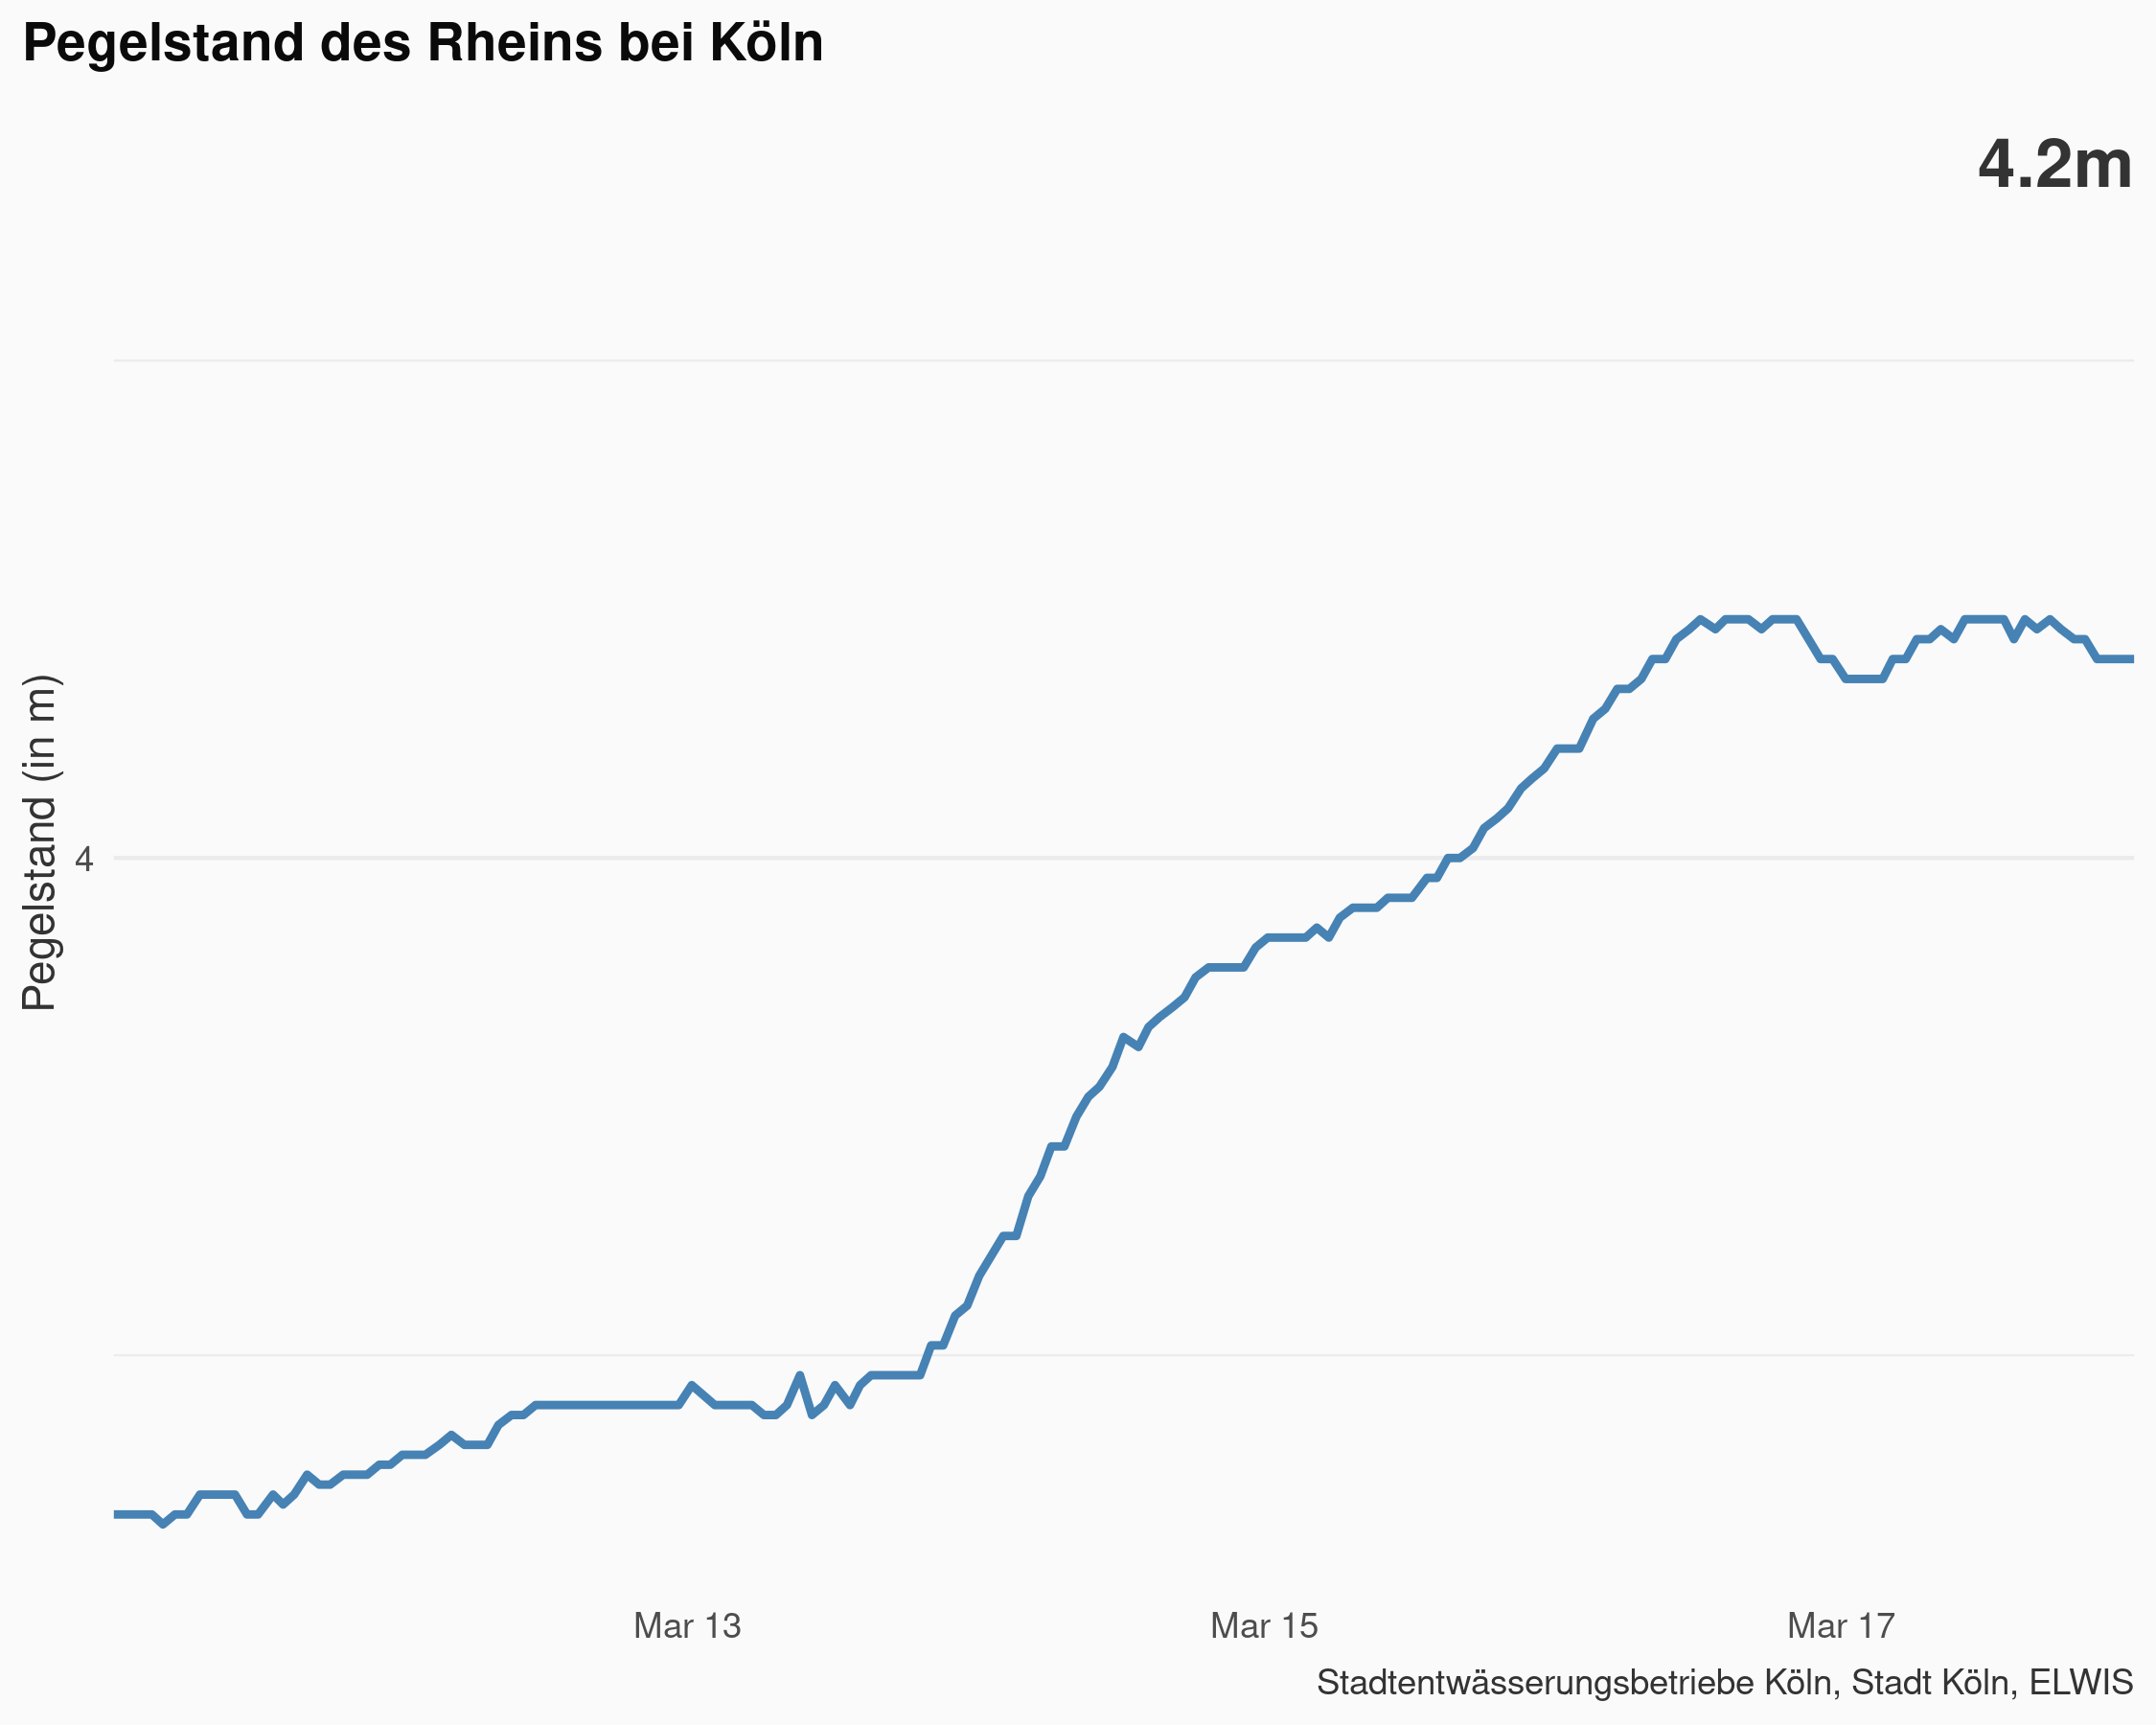 Pegelstand des Rheins bei Köln
4.2m
Pegelstand (in m)
4
Mar 13
Mar 15
Mar 17
Stadtentwässerungsbetriebe Köln, Stadt Köln, ELWIS